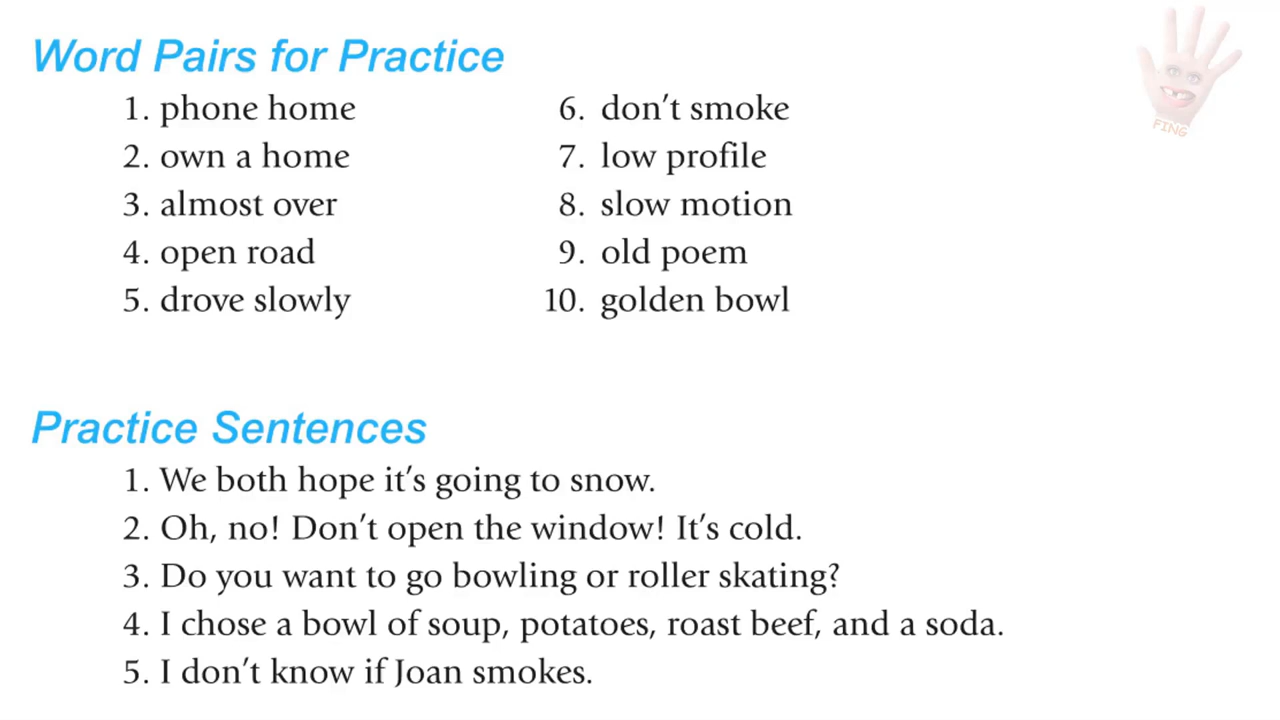 Word Pairs for Practice
1. phone home
2. own a home
3. almost over
4. open road
5. drove slowly
6. don't smoke
7. low profile
8. slow motion
9. old poem
10. golden bowl
Practice Sentences
1. We both hope it's going to snow.
2. Oh, no! Don't open the window! It's cold.
3. Do you want to go bowling or roller skating?
4. I chose a bowl of soup, potatoes, roast beef, and a soda.
5. I don't know if Joan smokes.
FING